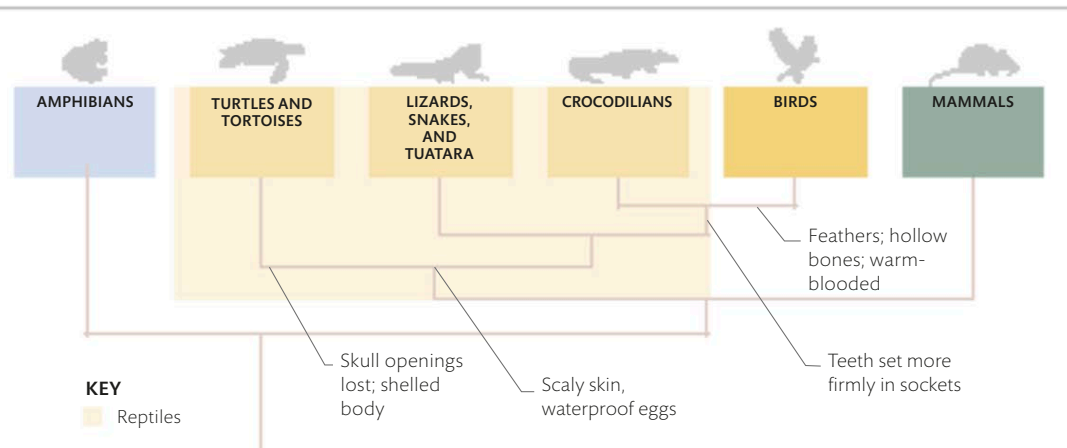 AMPHIBIANS
TURTLES AND
TORTOISES
LIZARDS,
SNAKES,
AND
TUATARA
CROCODILIANS
BIRDS
MAMMALS
Feathers; hollow
bones; warm-
blooded
Skull openings
lost; shelled
body
Scaly skin,
waterproof eggs
Teeth set more
firmly in sockets
KEY
Reptiles